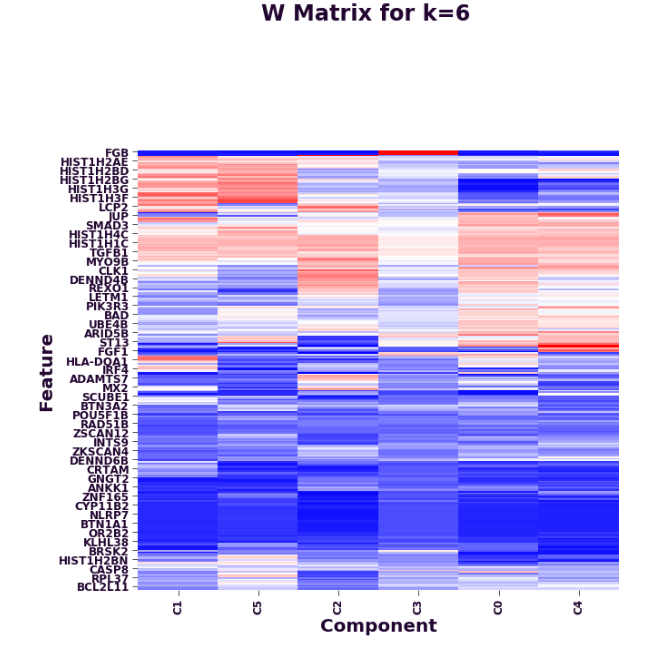 W Matrix for k=6
FGB
HIST1H2AE
HIST1H2BD
HIST1H2BG
HIST1H3G
HIST1H3F
LCP2
JUP
SMAD3
HIST1H4C
HIST1H1C
TGFB1
MYO9B
CLK1
DENND4B
REXO1
LETM1
PIK3R3
BAD
UBE4B
ARID5B
ST13
FGF1
HLA-DQA1
IRF4
ADAMTS7
MX2
SCUBE1
BTN3A2
POU5F1B
RAD51B
ZSCAN12
INTS9
ZKSCAN4
DENND6B
CRTAM
GNGT2
ANKK1
ZNF165
CYP11B2
NLRP7
BTN1A1
OR2B2
KLHL38
BRSK2
HIST1H2BN
CASP8
RPL37
BCL2L11
Feature
C1 C5 C2 C3 C0 C4
Component